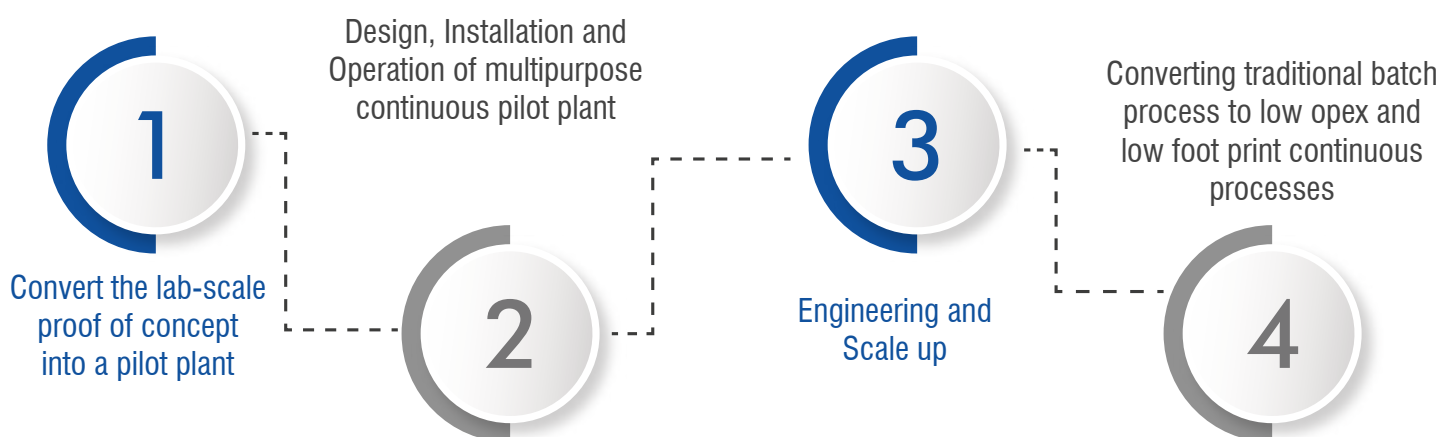 1
Convert the lab-scale
proof of concept
into a pilot plant
Design, Installation and
Operation of multipurpose
continuous pilot plant
2
3
Engineering and
Scale up
Converting traditional batch
process to low opex and
low foot print continuous
processes
4